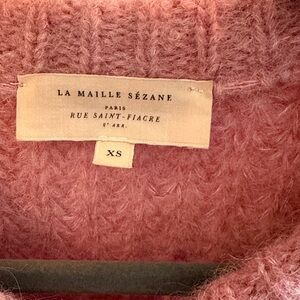 LA MAILLE SÉZANE
PARIS
RUE SAINT-FIACRE
2ᵉ ARR.
XS